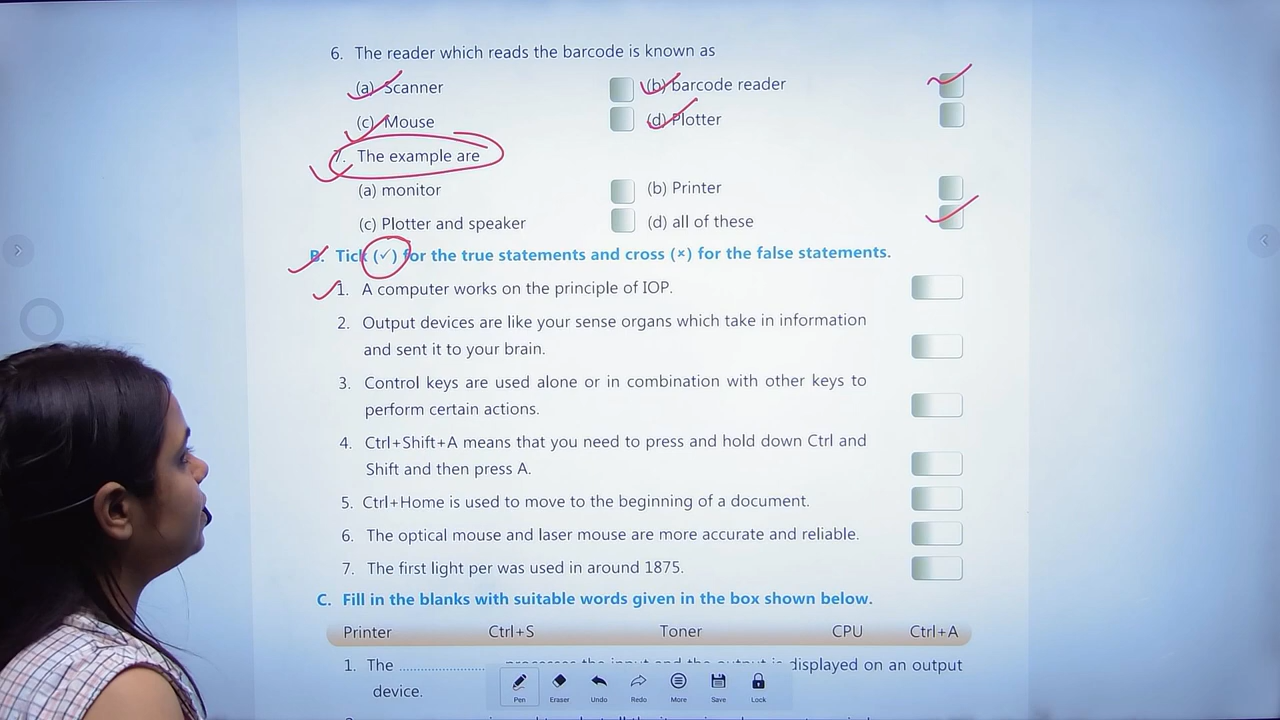 6. The reader which reads the barcode is known as
(a) Scanner (b) barcode reader
(c) Mouse (d) Plotter
7. The example are
(a) monitor (b) Printer
(c) Plotter and speaker (d) all of these
B. Tick (✓) for the true statements and cross (×) for the false statements.
1. A computer works on the principle of IOP.
2. Output devices are like your sense organs which take in information
and sent it to your brain.
3. Control keys are used alone or in combination with other keys to
perform certain actions.
4. Ctrl+Shift+A means that you need to press and hold down Ctrl and
Shift and then press A.
5. Ctrl+Home is used to move to the beginning of a document.
6. The optical mouse and laser mouse are more accurate and reliable.
7. The first light per was used in around 1875.
C. Fill in the blanks with suitable words given in the box shown below.
Printer Ctrl+S Toner CPU Ctrl+A
1. The ...................... processes the input and the output is displayed on an output
device.
Pen Eraser Undo Redo More Save Lock